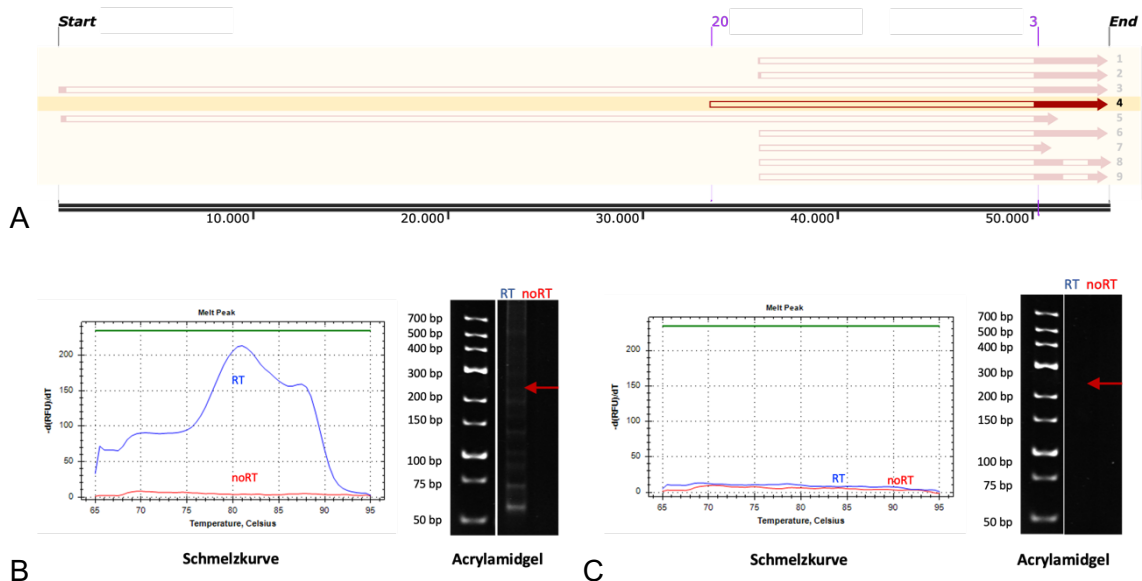 Start 20 3 End
1
2
3
4
5
6
7
8
9
10.000 20.000 30.000 40.000 50.000
A
RT noRT
Melt Peak
200
150
100
50
0
-d(RFU)/dT
RT
noRT
65 70 75 80 85 90 95
Temperature, Celsius
700 bp
500 bp
400 bp
300 bp
200 bp
150 bp
100 bp
75 bp
50 bp
B
Schmelzkurve
Acrylamidgel
RT noRT
Melt Peak
200
150
100
50
0
-d(RFU)/dT
RT
noRT
65 70 75 80 85 90 95
Temperature, Celsius
700 bp
500 bp
400 bp
300 bp
200 bp
150 bp
100 bp
75 bp
50 bp
C
Schmelzkurve
Acrylamidgel